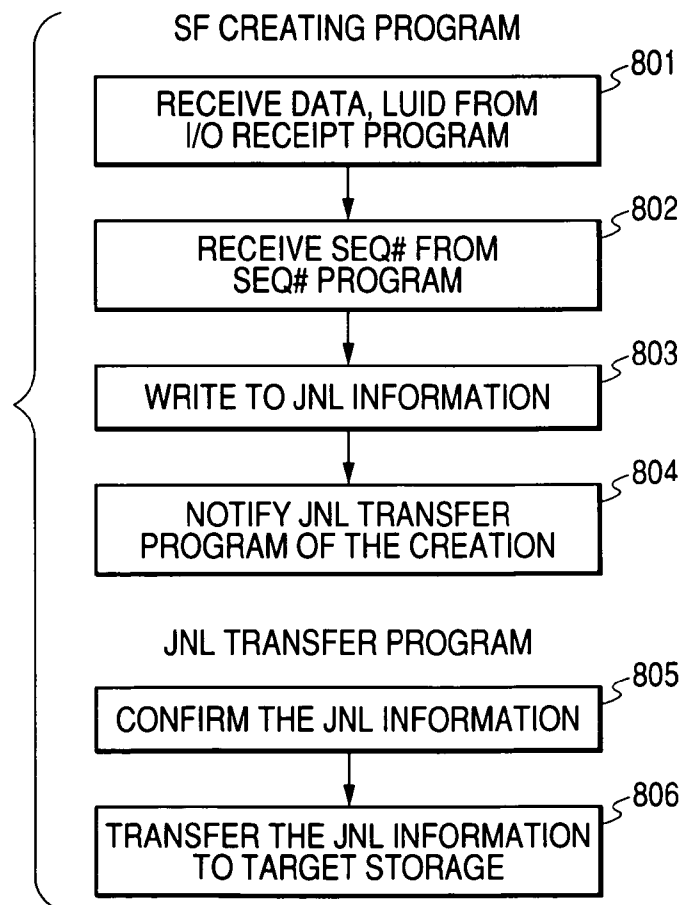 SF CREATING PROGRAM
801
RECEIVE DATA, LUID FROM
I/O RECEIPT PROGRAM
802
RECEIVE SEQ# FROM
SEQ# PROGRAM
803
WRITE TO JNL INFORMATION
804
NOTIFY JNL TRANSFER
PROGRAM OF THE CREATION
JNL TRANSFER PROGRAM
805
CONFIRM THE JNL INFORMATION
806
TRANSFER THE JNL INFORMATION
TO TARGET STORAGE